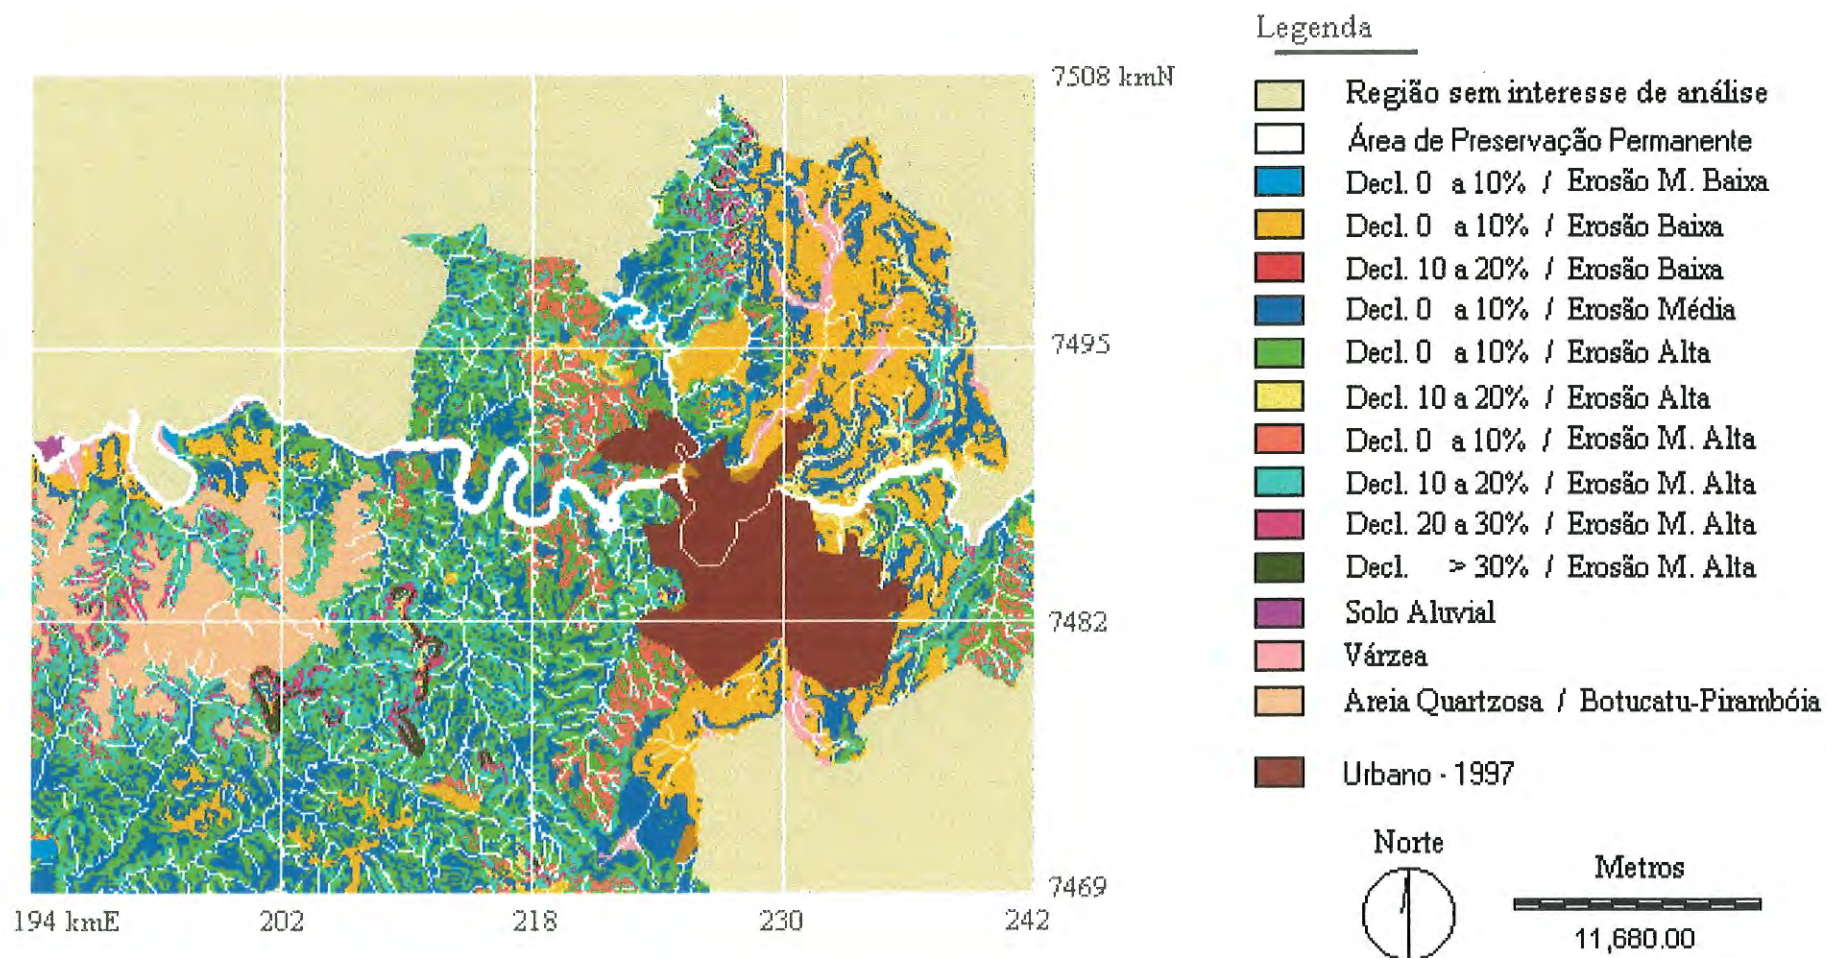 Legenda
7508 kmN
7495
7482
7469
194 kmE 202 218 230 242
Região sem interesse de análise
Área de Preservação Permanente
Decl. 0 a 10% / Erosão M. Baixa
Decl. 0 a 10% / Erosão Baixa
Decl. 10 a 20% / Erosão Baixa
Decl. 0 a 10% / Erosão Média
Decl. 0 a 10% / Erosão Alta
Decl. 10 a 20% / Erosão Alta
Decl. 0 a 10% / Erosão M. Alta
Decl. 10 a 20% / Erosão M. Alta
Decl. 20 a 30% / Erosão M. Alta
Decl. > 30% / Erosão M. Alta
Solo Aluvial
Várzea
Areia Quartzosa / Botucatu-Pirambóia
Urbano - 1997
Norte
Metros
11,680.00